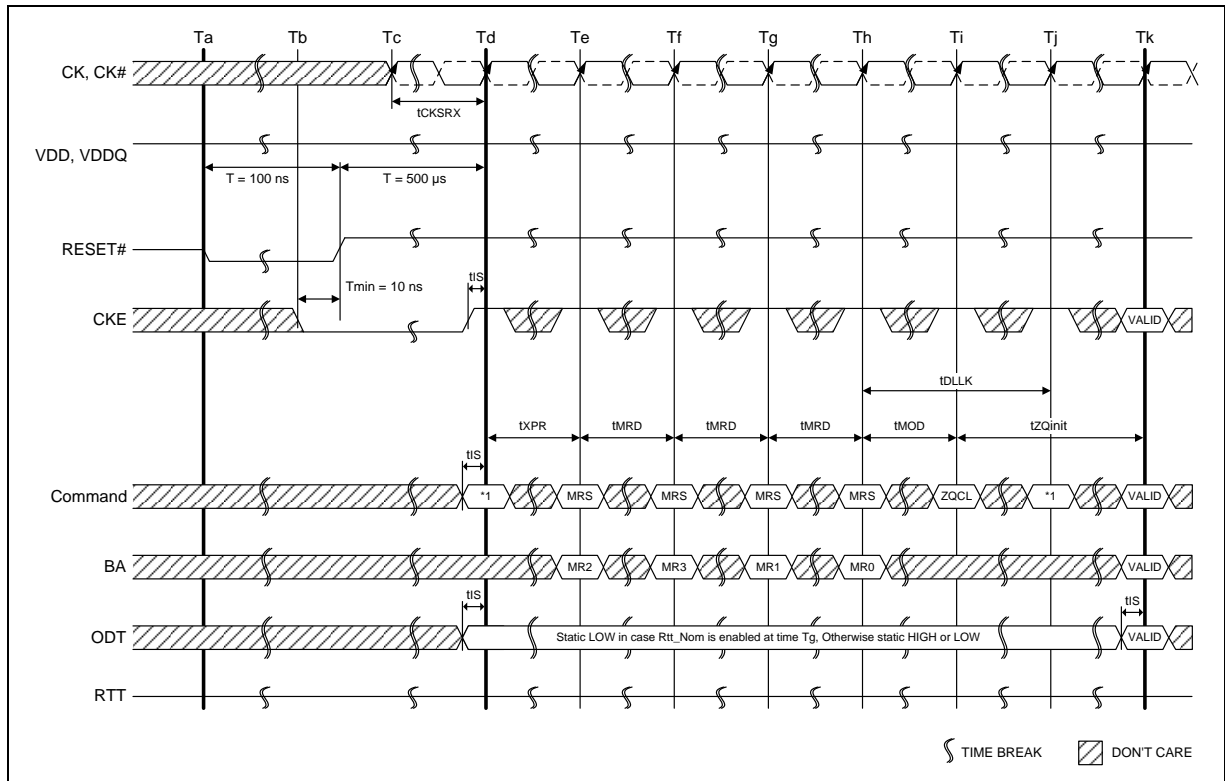 Ta Tb Tc Td Te Tf Tg Th Ti Tj Tk
CK, CK#
tCKSRX
VDD, VDDQ
T = 100 ns T = 500 µs
RESET#
Tmin = 10 ns
tIS
CKE
VALID
tDLLK
tXPR tMRD tMRD tMRD tMOD tZQinit
tIS
Command *1 MRS MRS MRS MRS ZQCL *1 VALID
BA MR2 MR3 MR1 MR0 VALID
tIS tIS
ODT Static LOW in case Rtt_Nom is enabled at time Tg, Otherwise static HIGH or LOW VALID
RTT
TIME BREAK DON'T CARE